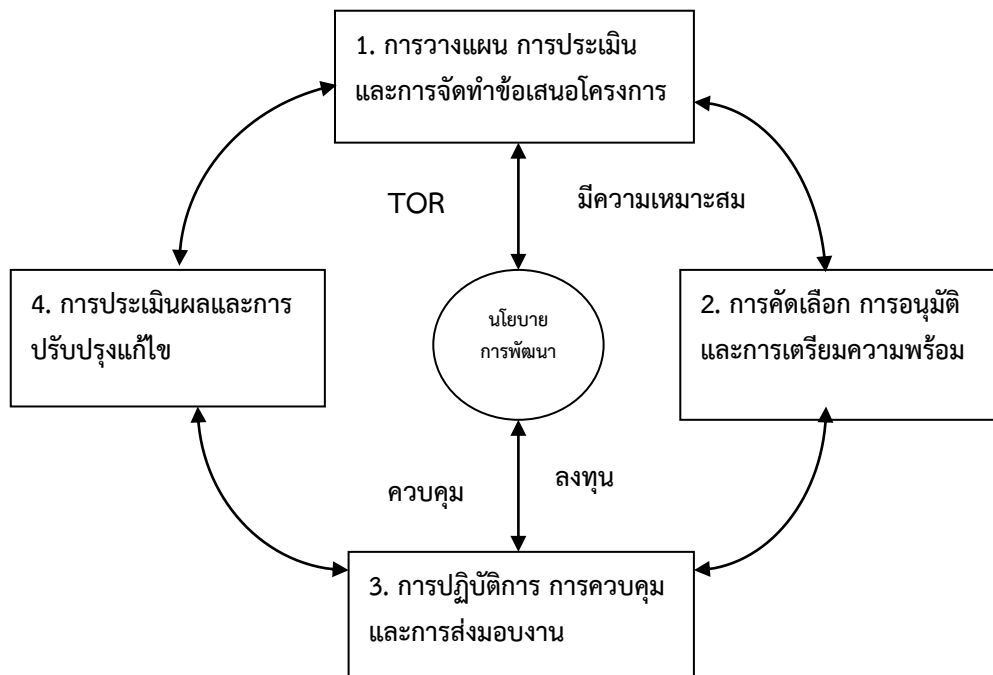 1. การวางแผน การประเมิน
และการจัดทำข้อเสนอโครงการ
TOR
มีความเหมาะสม
4. การประเมินผลและการ
ปรับปรุงแก้ไข
นโยบาย
การพัฒนา
2. การคัดเลือก การอนุมัติ
และการเตรียมความพร้อม
ควบคุม
ลงทุน
3. การปฏิบัติการ การควบคุม
และการส่งมอบงาน